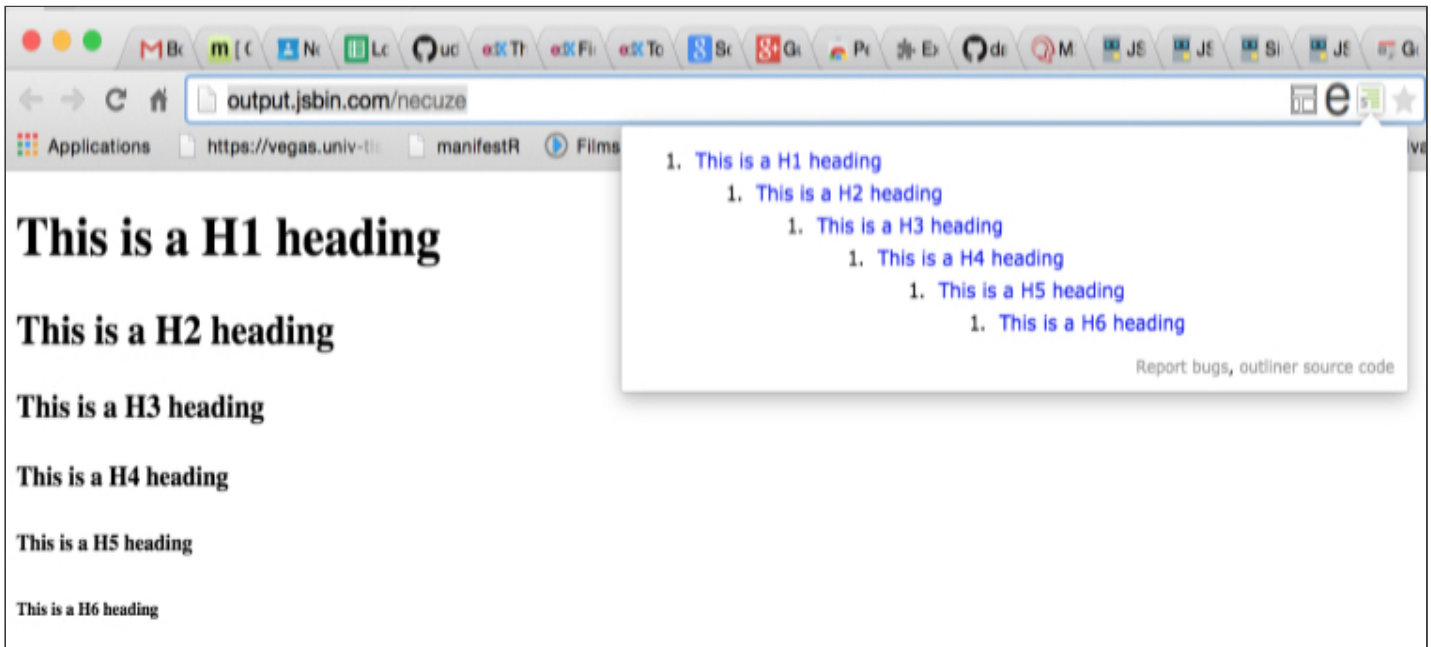 output.jsbin.com/necuze
Applications https://vegas.univ- manifestR Films
1. This is a H1 heading
1. This is a H2 heading
1. This is a H3 heading
1. This is a H4 heading
1. This is a H5 heading
1. This is a H6 heading
Report bugs, outliner source code
This is a H1 heading
This is a H2 heading
This is a H3 heading
This is a H4 heading
This is a H5 heading
This is a H6 heading